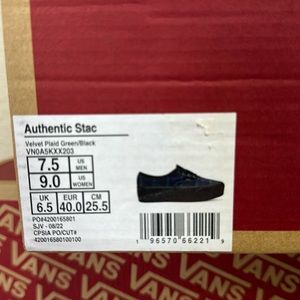 Authentic Stac
Velvet Plaid Green/Black
VN0A5KXX203
7.5 US MEN
9.0 US WOMEN
UK EUR CM
6.5 40.0 25.5
PO#4200165801
SJV - 08/22
CPSIA PO/CUT#
420016580100100
1 96570 66221 9
VANS
VANS
VANS